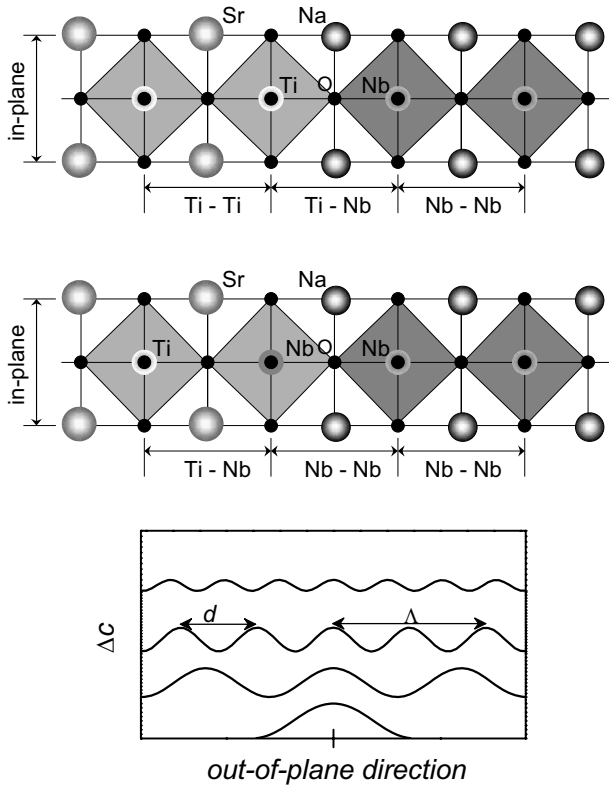 Sr Na
in-plane
Ti O Nb
Ti - Ti Ti - Nb Nb - Nb
Sr Na
in-plane
Ti Nb O Nb
Ti - Nb Nb - Nb Nb - Nb
Δc
d Λ
out-of-plane direction